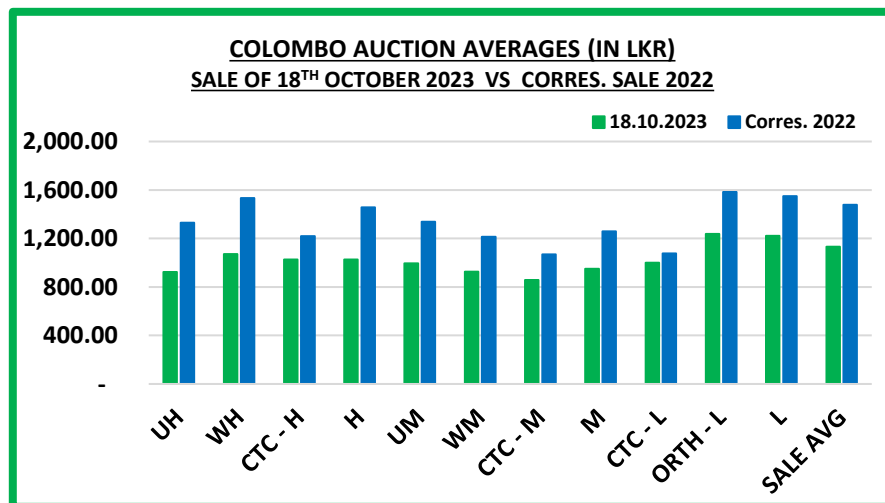 COLOMBO AUCTION AVERAGES (IN LKR)
SALE OF 18TH OCTOBER 2023 VS CORRES. SALE 2022
18.10.2023 Corres. 2022
2,000.00
1,600.00
1,200.00
800.00
400.00
-
UH
WH
CTC - H
H
UM
WM
CTC - M
M
CTC - L
ORTH - L
L
SALE AVG